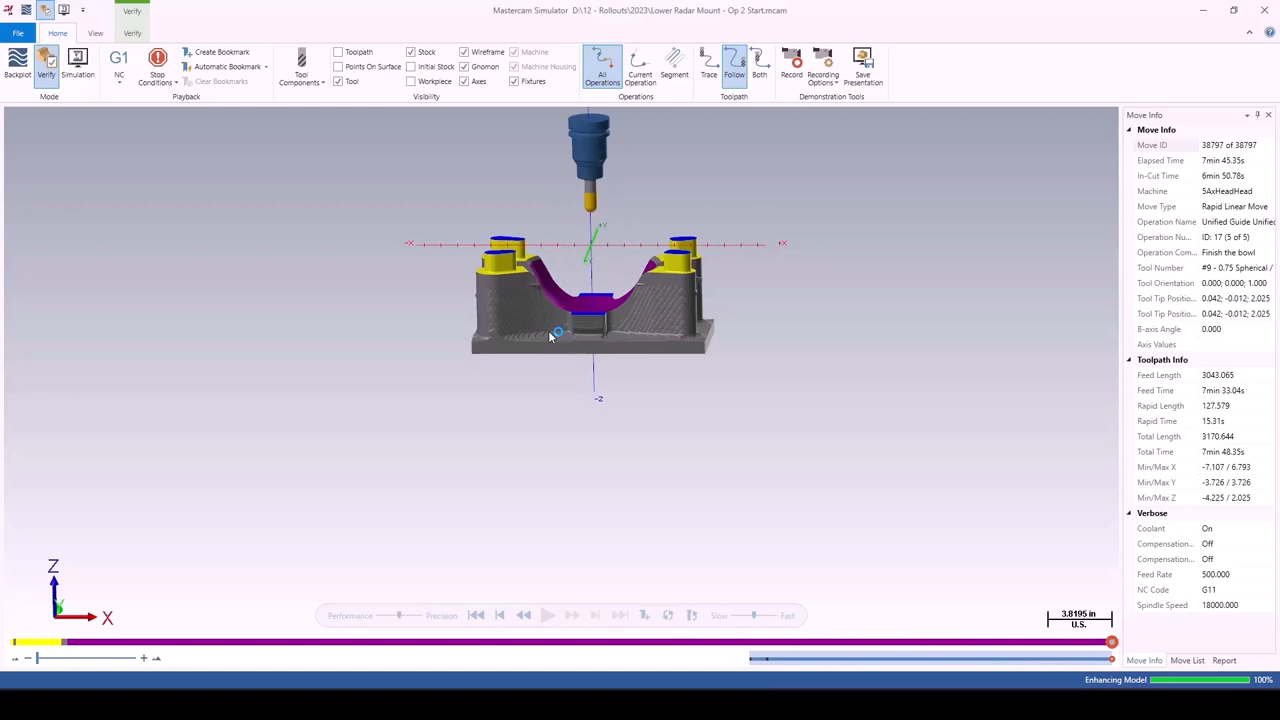 Verify
Mastercam Simulator D:\12 - Rollouts\2023\Lower Radar Mount - Op 2 Start.mcam
File
Home
View
Verify
Backplot
Verify
Simulation
Mode
G1
NC
Stop
Conditions
Create Bookmark
Automatic Bookmark
Clear Bookmarks
Playback
Tool
Components
Toolpath
Points On Surface
Tool
Stock
Initial Stock
Workpiece
Wireframe
Gnomon
Axes
Machine
Machine Housing
Fixtures
Visibility
All
Operations
Current
Operation
Segment
Operations
Trace
Follow
Both
Toolpath
Record
Recording
Options
Save
Presentation
Demonstration Tools
-X
+Y
+X
-Z
Z
Y
X
Performance
Precision
Slow
Fast
3.8195 in
U.S.
Move Info
Move Info
Move ID 38797 of 38797
Elapsed Time 7min 45.35s
In-Cut Time 6min 50.78s
Machine 5AxHeadHead
Move Type Rapid Linear Move
Operation Name Unified Guide Unifiec
Operation Nu... ID: 17 (5 of 5)
Operation Com... Finish the bowl
Tool Number #9 - 0.75 Spherical /
Tool Orientation 0.000; 0.000; 1.000
Tool Tip Positio... 0.042; -0.012; 2.025
Tool Tip Positio... 0.042; -0.012; 2.025
B-axis Angle 0.000
Axis Values
Toolpath Info
Feed Length 3043.065
Feed Time 7min 33.04s
Rapid Length 127.579
Rapid Time 15.31s
Total Length 3170.644
Total Time 7min 48.35s
Min/Max X -7.107 / 6.793
Min/Max Y -3.726 / 3.726
Min/Max Z -4.225 / 2.025
Verbose
Coolant On
Compensation... Off
Compensation... Off
Feed Rate 500.000
NC Code G11
Spindle Speed 18000.000
Move Info
Move List
Report
Enhancing Model 100%